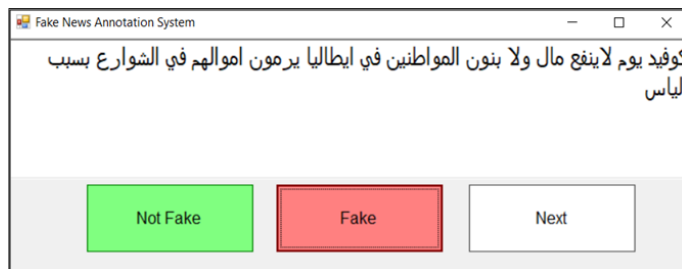 Fake News Annotation System
كوفيد يوم لاينفع مال ولا بنون المواطنين في ايطاليا يرمون اموالهم في الشوارع بسبب
لياس
Not Fake
Fake
Next